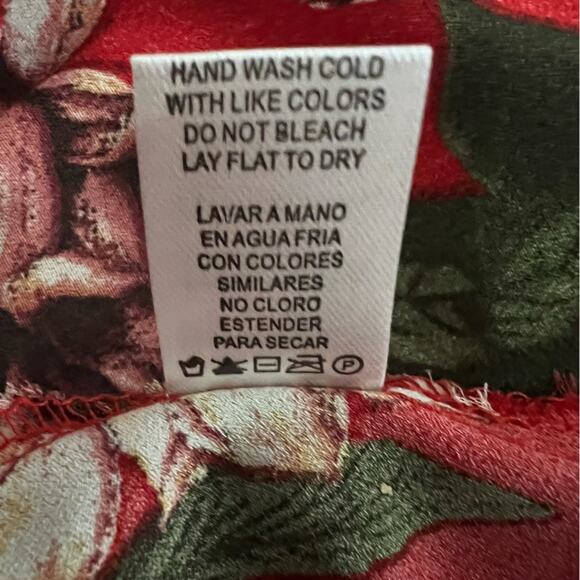 HAND WASH COLD
WITH LIKE COLORS
DO NOT BLEACH
LAY FLAT TO DRY
LAVAR A MANO
EN AGUA FRIA
CON COLORES
SIMILARES
NO CLORO
ESTENDER
PARA SECAR
P